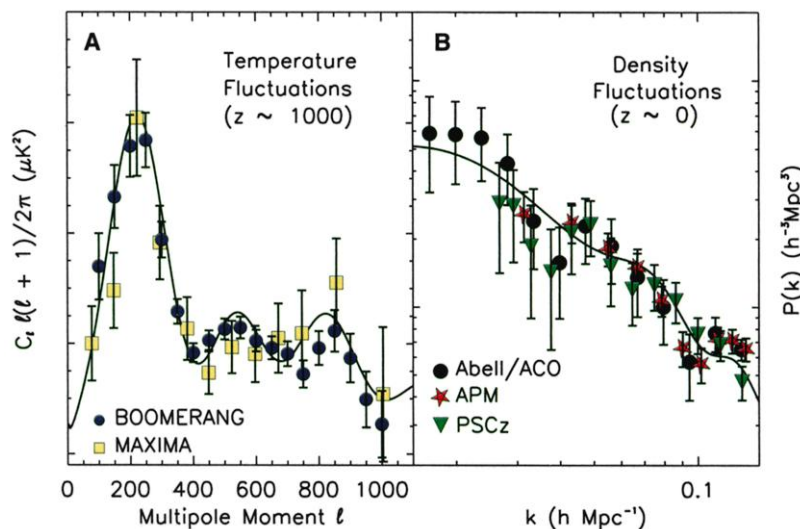 A
Temperature
Fluctuations
(z ~ 1000)
C, ℓ(ℓ + 1)/2π (μK²)
BOOMERANG
MAXIMA
0 200 400 600 800 1000
Multipole Moment ℓ
B
Density
Fluctuations
(z ~ 0)
P(k) (h⁻³Mpc³)
Abell/ACO
APM
PSCz
0.1
k (h Mpc⁻¹)